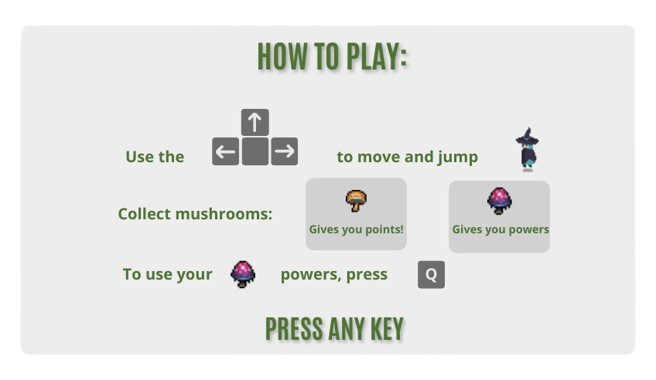 HOW TO PLAY:
Use the ↑ ← → to move and jump
Collect mushrooms:
Gives you points!
Gives you powers
To use your powers, press Q
PRESS ANY KEY